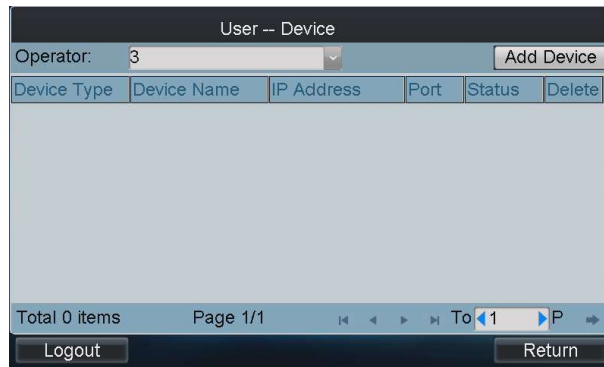 User -- Device
Operator: 3 Add Device
Device Type Device Name IP Address Port Status Delete
Total 0 items Page 1/1 To 1 P
Logout Return